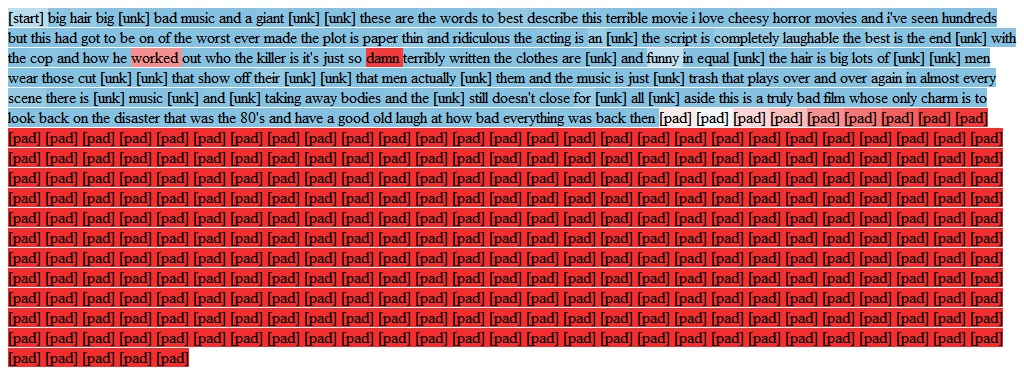 [start] big hair big [unk] bad music and a giant [unk] [unk] these are the words to best describe this terrible movie i love cheesy horror movies and i've seen hundreds
but this had got to be on of the worst ever made the plot is paper thin and ridiculous the acting is an [unk] the script is completely laughable the best is the end [unk] with
the cop and how he worked out who the killer is it's just so damn terribly written the clothes are [unk] and funny in equal [unk] the hair is big lots of [unk] [unk] men
wear those cut [unk] [unk] that show off their [unk] [unk] that men actually [unk] them and the music is just [unk] trash that plays over and over again in almost every
scene there is [unk] music [unk] and [unk] taking away bodies and the [unk] still doesn't close for [unk] all [unk] aside this is a truly bad film whose only charm is to
look back on the disaster that was the 80's and have a good old laugh at how bad everything was back then [pad] [pad] [pad] [pad] [pad] [pad] [pad] [pad] [pad]
[pad] [pad] [pad] [pad] [pad] [pad] [pad] [pad] [pad] [pad] [pad] [pad] [pad] [pad] [pad] [pad] [pad] [pad] [pad] [pad] [pad] [pad] [pad] [pad] [pad] [pad] [pad]
[pad] [pad] [pad] [pad] [pad] [pad] [pad] [pad] [pad] [pad] [pad] [pad] [pad] [pad] [pad] [pad] [pad] [pad] [pad] [pad] [pad] [pad] [pad] [pad] [pad] [pad] [pad]
[pad] [pad] [pad] [pad] [pad] [pad] [pad] [pad] [pad] [pad] [pad] [pad] [pad] [pad] [pad] [pad] [pad] [pad] [pad] [pad] [pad] [pad] [pad] [pad] [pad] [pad] [pad]
[pad] [pad] [pad] [pad] [pad] [pad] [pad] [pad] [pad] [pad] [pad] [pad] [pad] [pad] [pad] [pad] [pad] [pad] [pad] [pad] [pad] [pad] [pad] [pad] [pad] [pad] [pad]
[pad] [pad] [pad] [pad] [pad] [pad] [pad] [pad] [pad] [pad] [pad] [pad] [pad] [pad] [pad] [pad] [pad] [pad] [pad] [pad] [pad] [pad] [pad] [pad] [pad] [pad] [pad]
[pad] [pad] [pad] [pad] [pad] [pad] [pad] [pad] [pad] [pad] [pad] [pad] [pad] [pad] [pad] [pad] [pad] [pad] [pad] [pad] [pad] [pad] [pad] [pad] [pad] [pad] [pad]
[pad] [pad] [pad] [pad] [pad] [pad] [pad] [pad] [pad] [pad] [pad] [pad] [pad] [pad] [pad] [pad] [pad] [pad] [pad] [pad] [pad] [pad] [pad] [pad] [pad] [pad] [pad]
[pad] [pad] [pad] [pad] [pad] [pad] [pad] [pad] [pad] [pad] [pad] [pad] [pad] [pad] [pad] [pad] [pad] [pad] [pad] [pad] [pad] [pad] [pad] [pad] [pad] [pad] [pad]
[pad] [pad] [pad] [pad] [pad] [pad] [pad] [pad] [pad] [pad] [pad] [pad] [pad] [pad] [pad] [pad] [pad] [pad] [pad] [pad] [pad] [pad] [pad] [pad] [pad] [pad] [pad]
[pad] [pad] [pad] [pad] [pad] [pad] [pad] [pad] [pad] [pad] [pad] [pad] [pad] [pad] [pad] [pad] [pad] [pad] [pad] [pad] [pad] [pad] [pad] [pad] [pad] [pad] [pad]
[pad] [pad] [pad] [pad] [pad] [pad] [pad] [pad] [pad] [pad] [pad] [pad] [pad] [pad] [pad] [pad] [pad] [pad] [pad] [pad] [pad] [pad] [pad] [pad] [pad] [pad] [pad]
[pad] [pad] [pad] [pad] [pad]